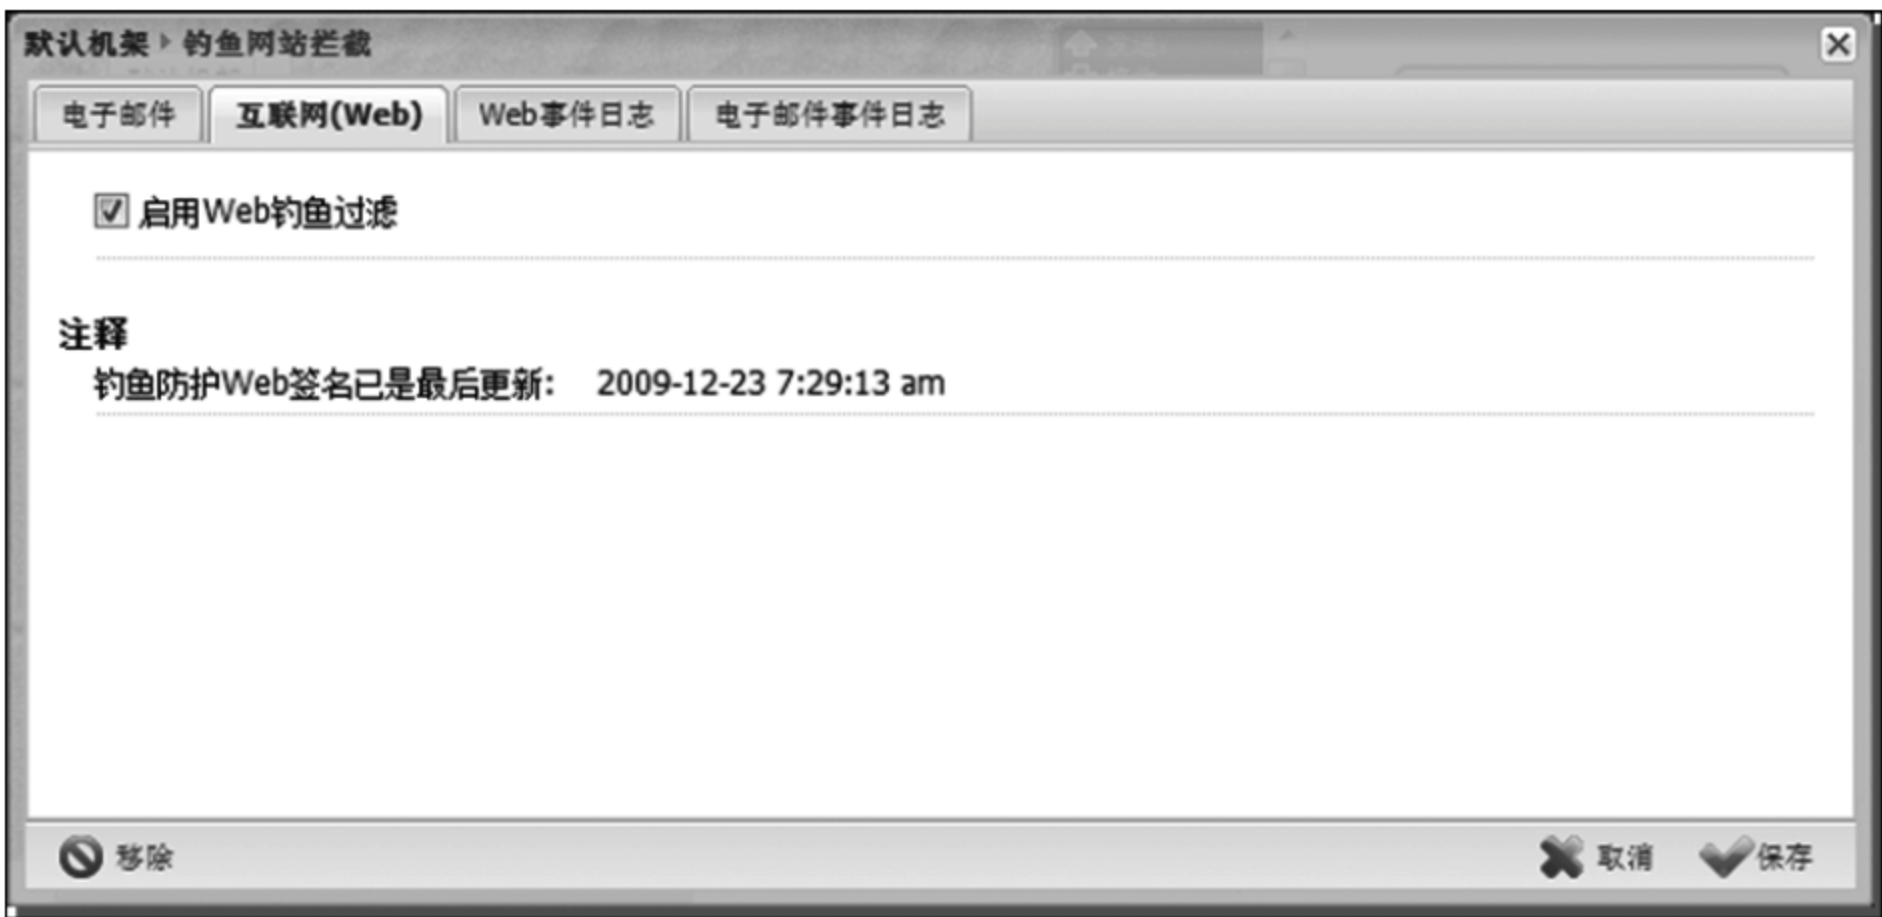 默认机架 钓鱼网站拦截
电子邮件 互联网(Web) Web事件日志 电子邮件事件日志
启用Web钓鱼过滤
注释
钓鱼防护Web签名已是最后更新: 2009-12-23 7:29:13 am
移除 取消 保存